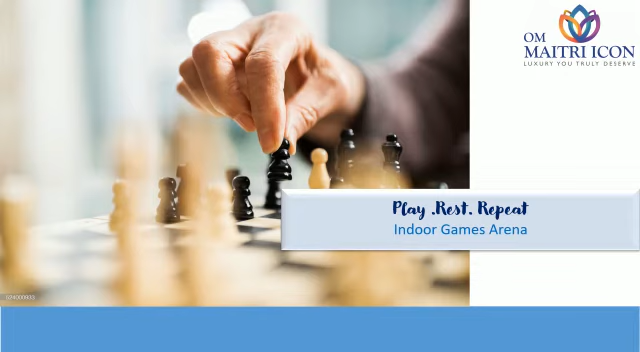 OM
MAITRI ICON
LUXURY YOU TRULY DESERVE
Play .Rest. Repeat
Indoor Games Arena